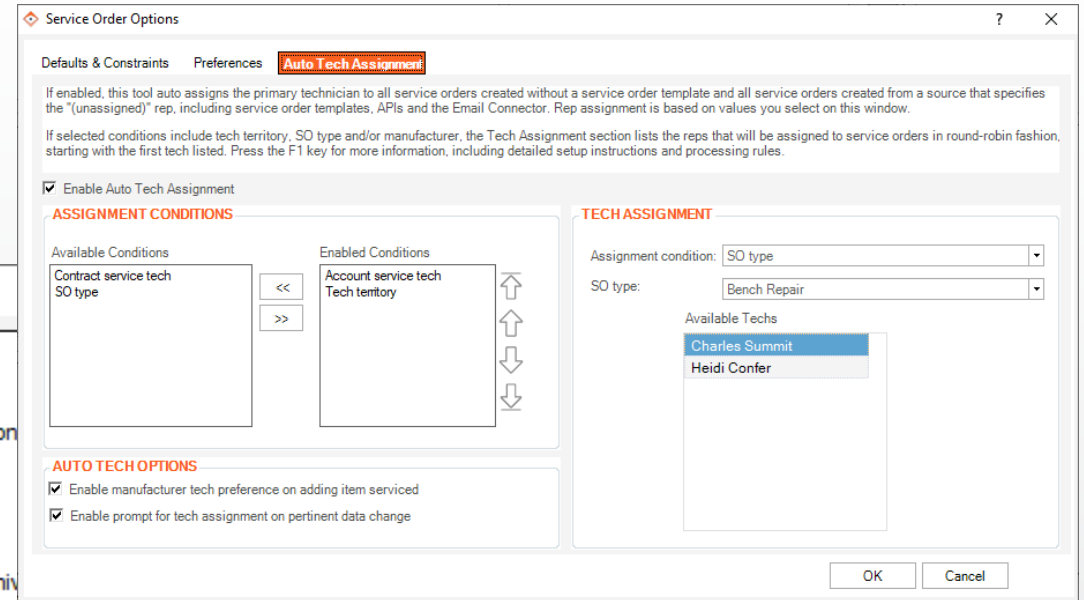 Service Order Options
?
Defaults & Constraints
Preferences
Auto Tech Assignment
If enabled, this tool auto assigns the primary technician to all service orders created without a service order template and all service orders created from a source that specifies
the "(unassigned)" rep, including service order templates, APIs and the Email Connector. Rep assignment is based on values you select on this window.
If selected conditions include tech territory, SO type and/or manufacturer, the Tech Assignment section lists the reps that will be assigned to service orders in round-robin fashion,
starting with the first tech listed. Press the F1 key for more information, including detailed setup instructions and processing rules.
Enable Auto Tech Assignment
ASSIGNMENT CONDITIONS
Available Conditions
Contract service tech
SO type
<<
>>
Enabled Conditions
Account service tech
Tech territory
AUTO TECH OPTIONS
Enable manufacturer tech preference on adding item serviced
Enable prompt for tech assignment on pertinent data change
TECH ASSIGNMENT
Assignment condition: SO type
SO type: Bench Repair
Available Techs
Charles Summit
Heidi Confer
OK
Cancel
on